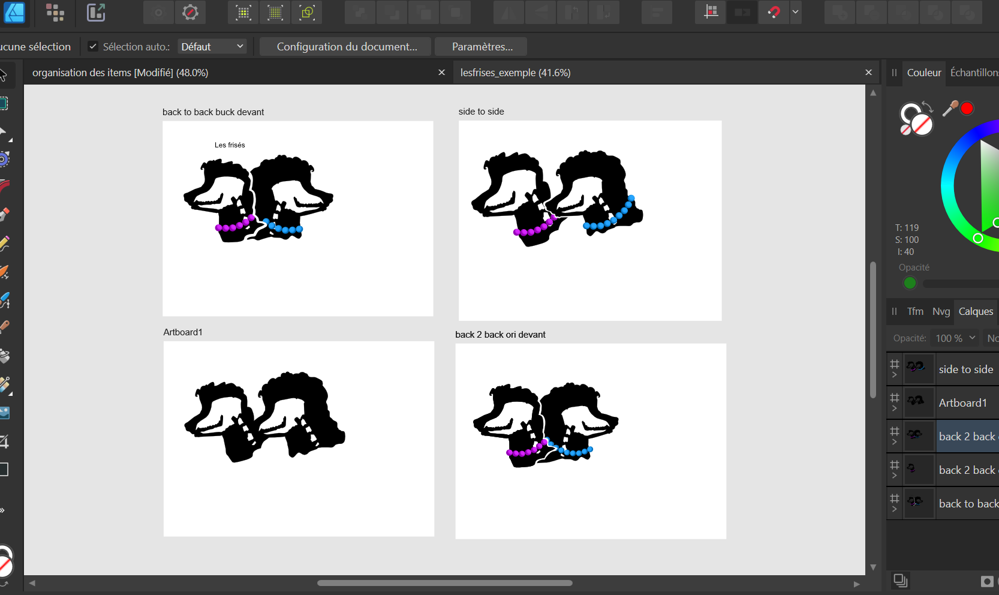 ucune sélection
Sélection auto.:
Défaut
Configuration du document...
Paramètres...
organisation des items [Modifié] (48.0%)
lesfrises_exemple (41.6%)
Couleur
Échantillons
back to back buck devant
side to side
Les frisés
T: 119
S: 100
I: 40
Opacité
Tfm
Nvg
Calques
Artboard1
back 2 back ori devant
Opacité:
100 %
No
side to side
Artboard1
back 2 back
back 2 back
back to back